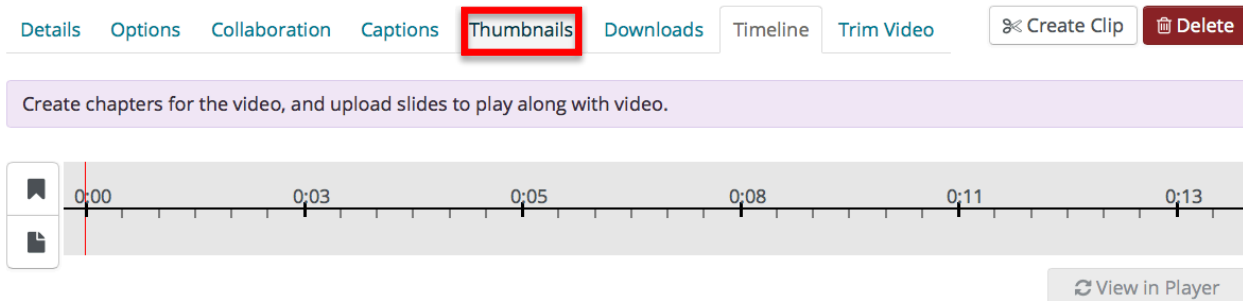 Details Options Collaboration Captions Thumbnails Downloads Timeline Trim Video Create Clip Delete
Create chapters for the video, and upload slides to play along with video.
0:00 0:03 0:05 0:08 0:11 0:13
View in Player